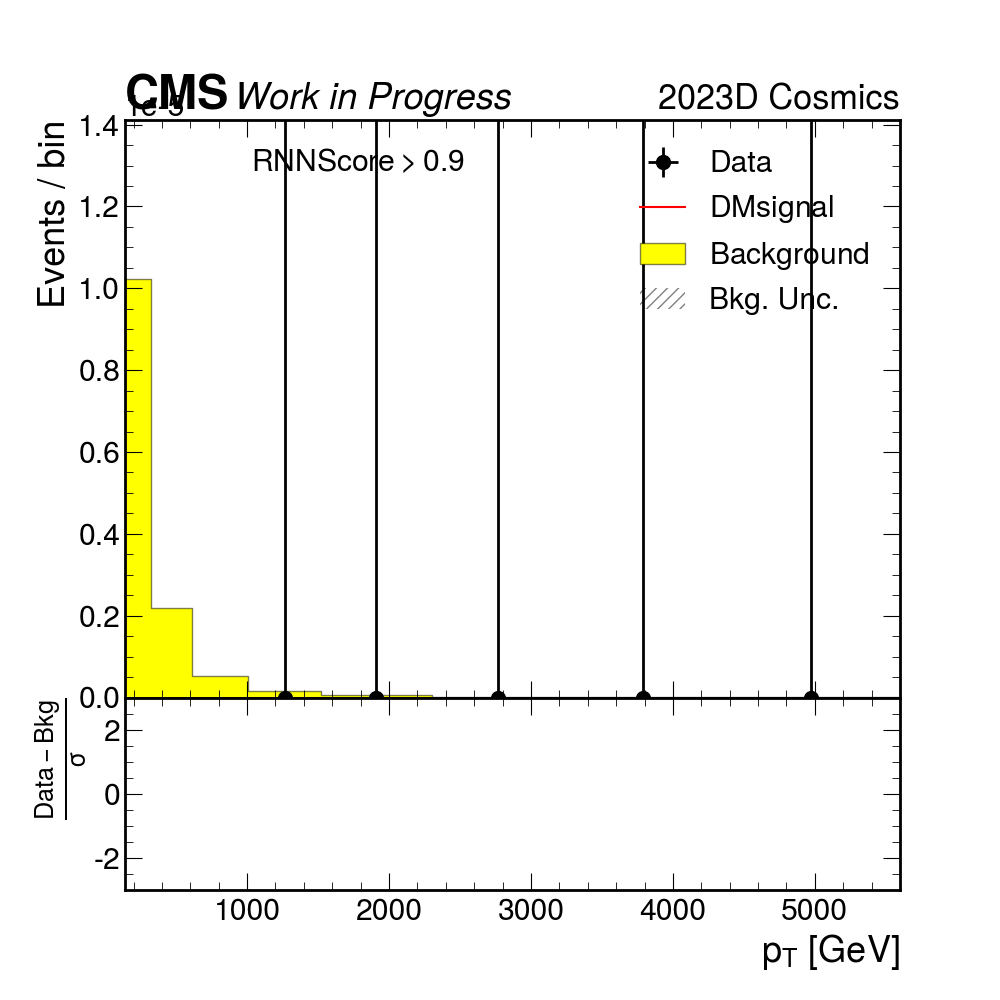 CMS Work in Progress 2023D Cosmics
Events / bin
1.4
1.2
1.0
0.8
0.6
0.4
0.2
0.0
RNNScore > 0.9
Data
DMsignal
Background
Bkg. Unc.
Data – Bkg
σ
2
0
-2
1000 2000 3000 4000 5000
pT [GeV]